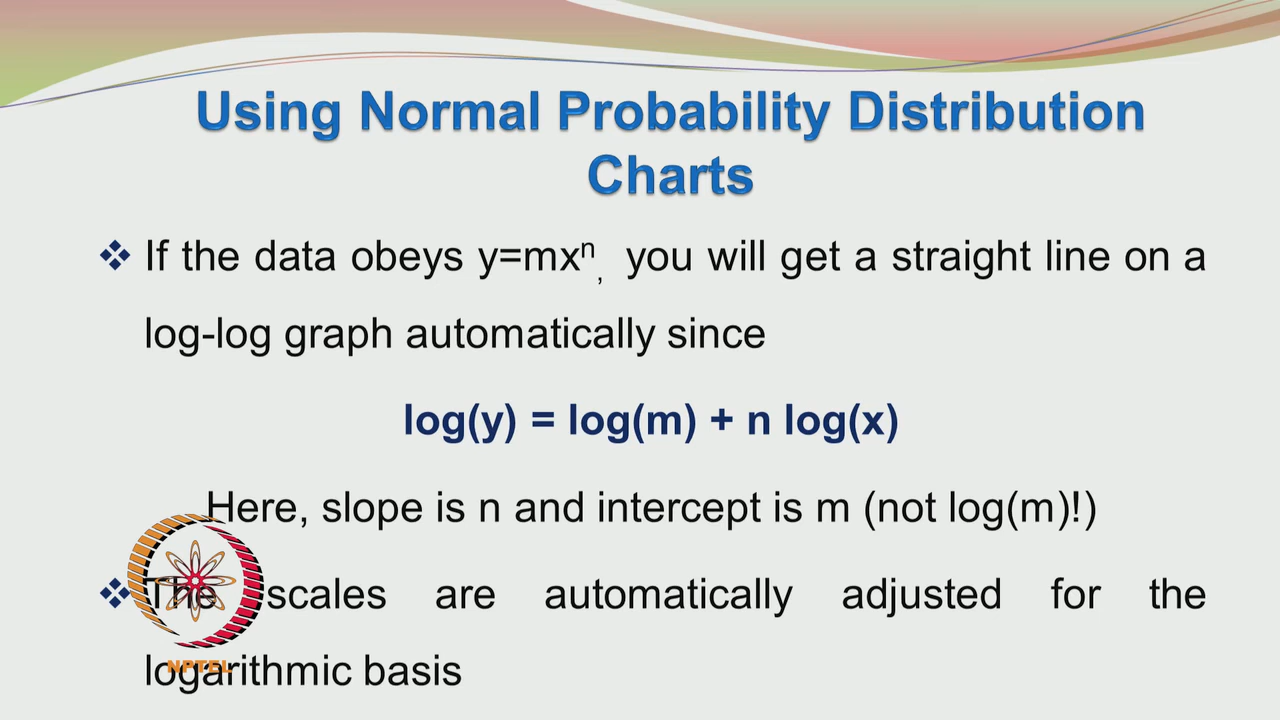 Using Normal Probability Distribution
Charts
❖ If the data obeys y=mxⁿ, you will get a straight line on a
log-log graph automatically since
log(y) = log(m) + n log(x)
Here, slope is n and intercept is m (not log(m)!)
❖ The scales are automatically adjusted for the
logarithmic basis
NPTEL